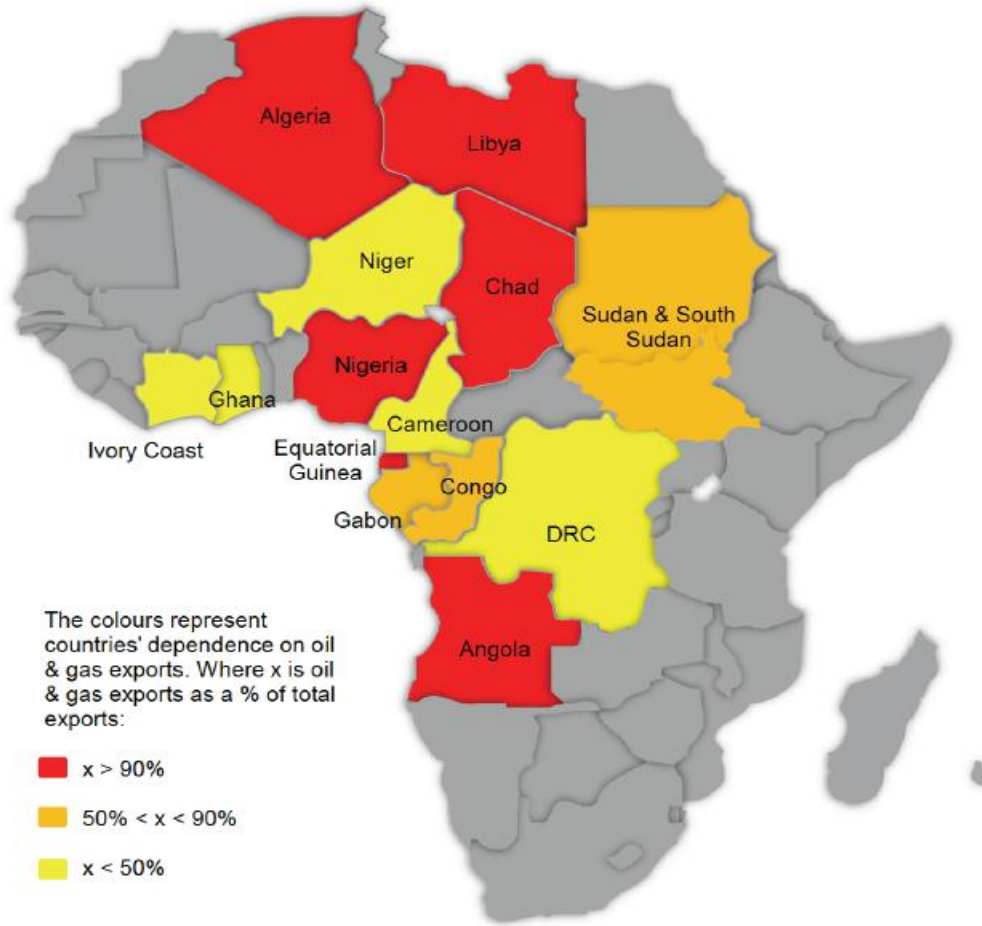 Algeria
Libya
Niger
Chad
Sudan & South
Sudan
Nigeria
Ghana
Cameroon
Ivory Coast
Equatorial
Guinea
Congo
Gabon
DRC
Angola
The colours represent
countries' dependence on oil
& gas exports. Where x is oil
& gas exports as a % of total
exports:
x > 90%
50% < x < 90%
x < 50%